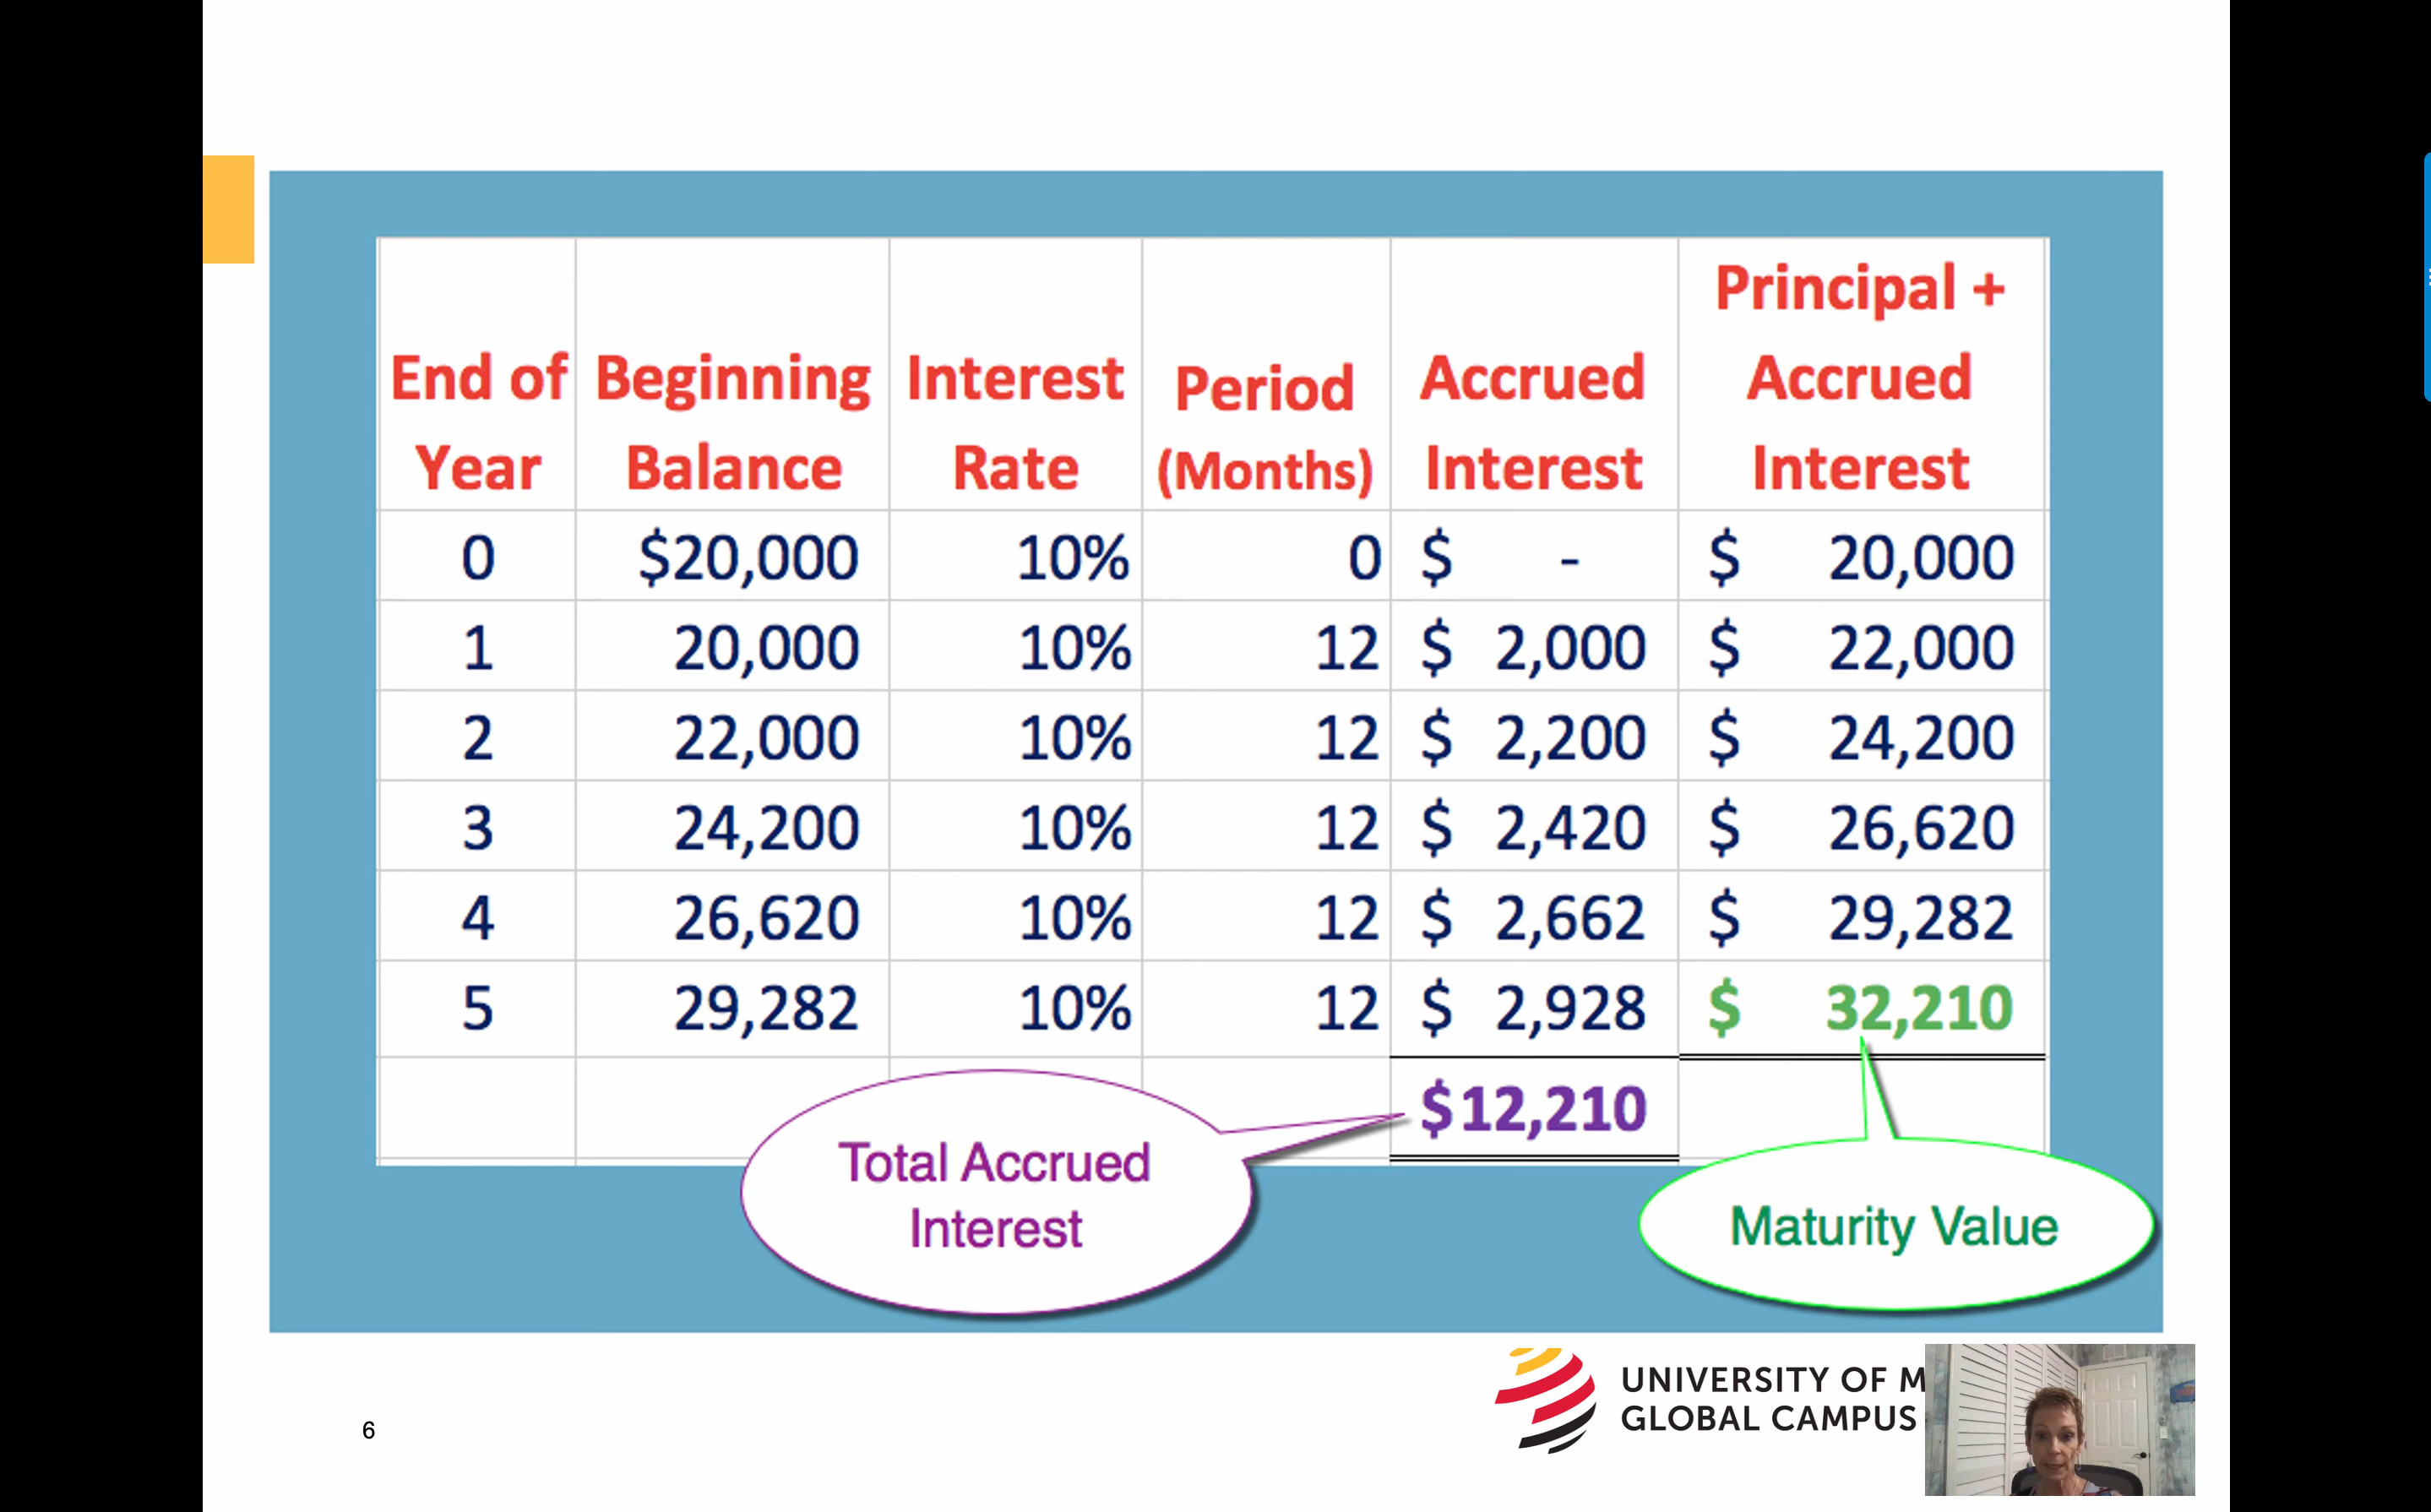 End of Year | Beginning Balance | Interest Rate | Period (Months) | Accrued Interest | Principal + Accrued Interest
0 | $20,000 | 10% | 0 | $ - | $ 20,000
1 | 20,000 | 10% | 12 | $ 2,000 | $ 22,000
2 | 22,000 | 10% | 12 | $ 2,200 | $ 24,200
3 | 24,200 | 10% | 12 | $ 2,420 | $ 26,620
4 | 26,620 | 10% | 12 | $ 2,662 | $ 29,282
5 | 29,282 | 10% | 12 | $ 2,928 | $ 32,210
$12,210
Total Accrued
Interest
Maturity Value
UNIVERSITY OF M
GLOBAL CAMPUS
6